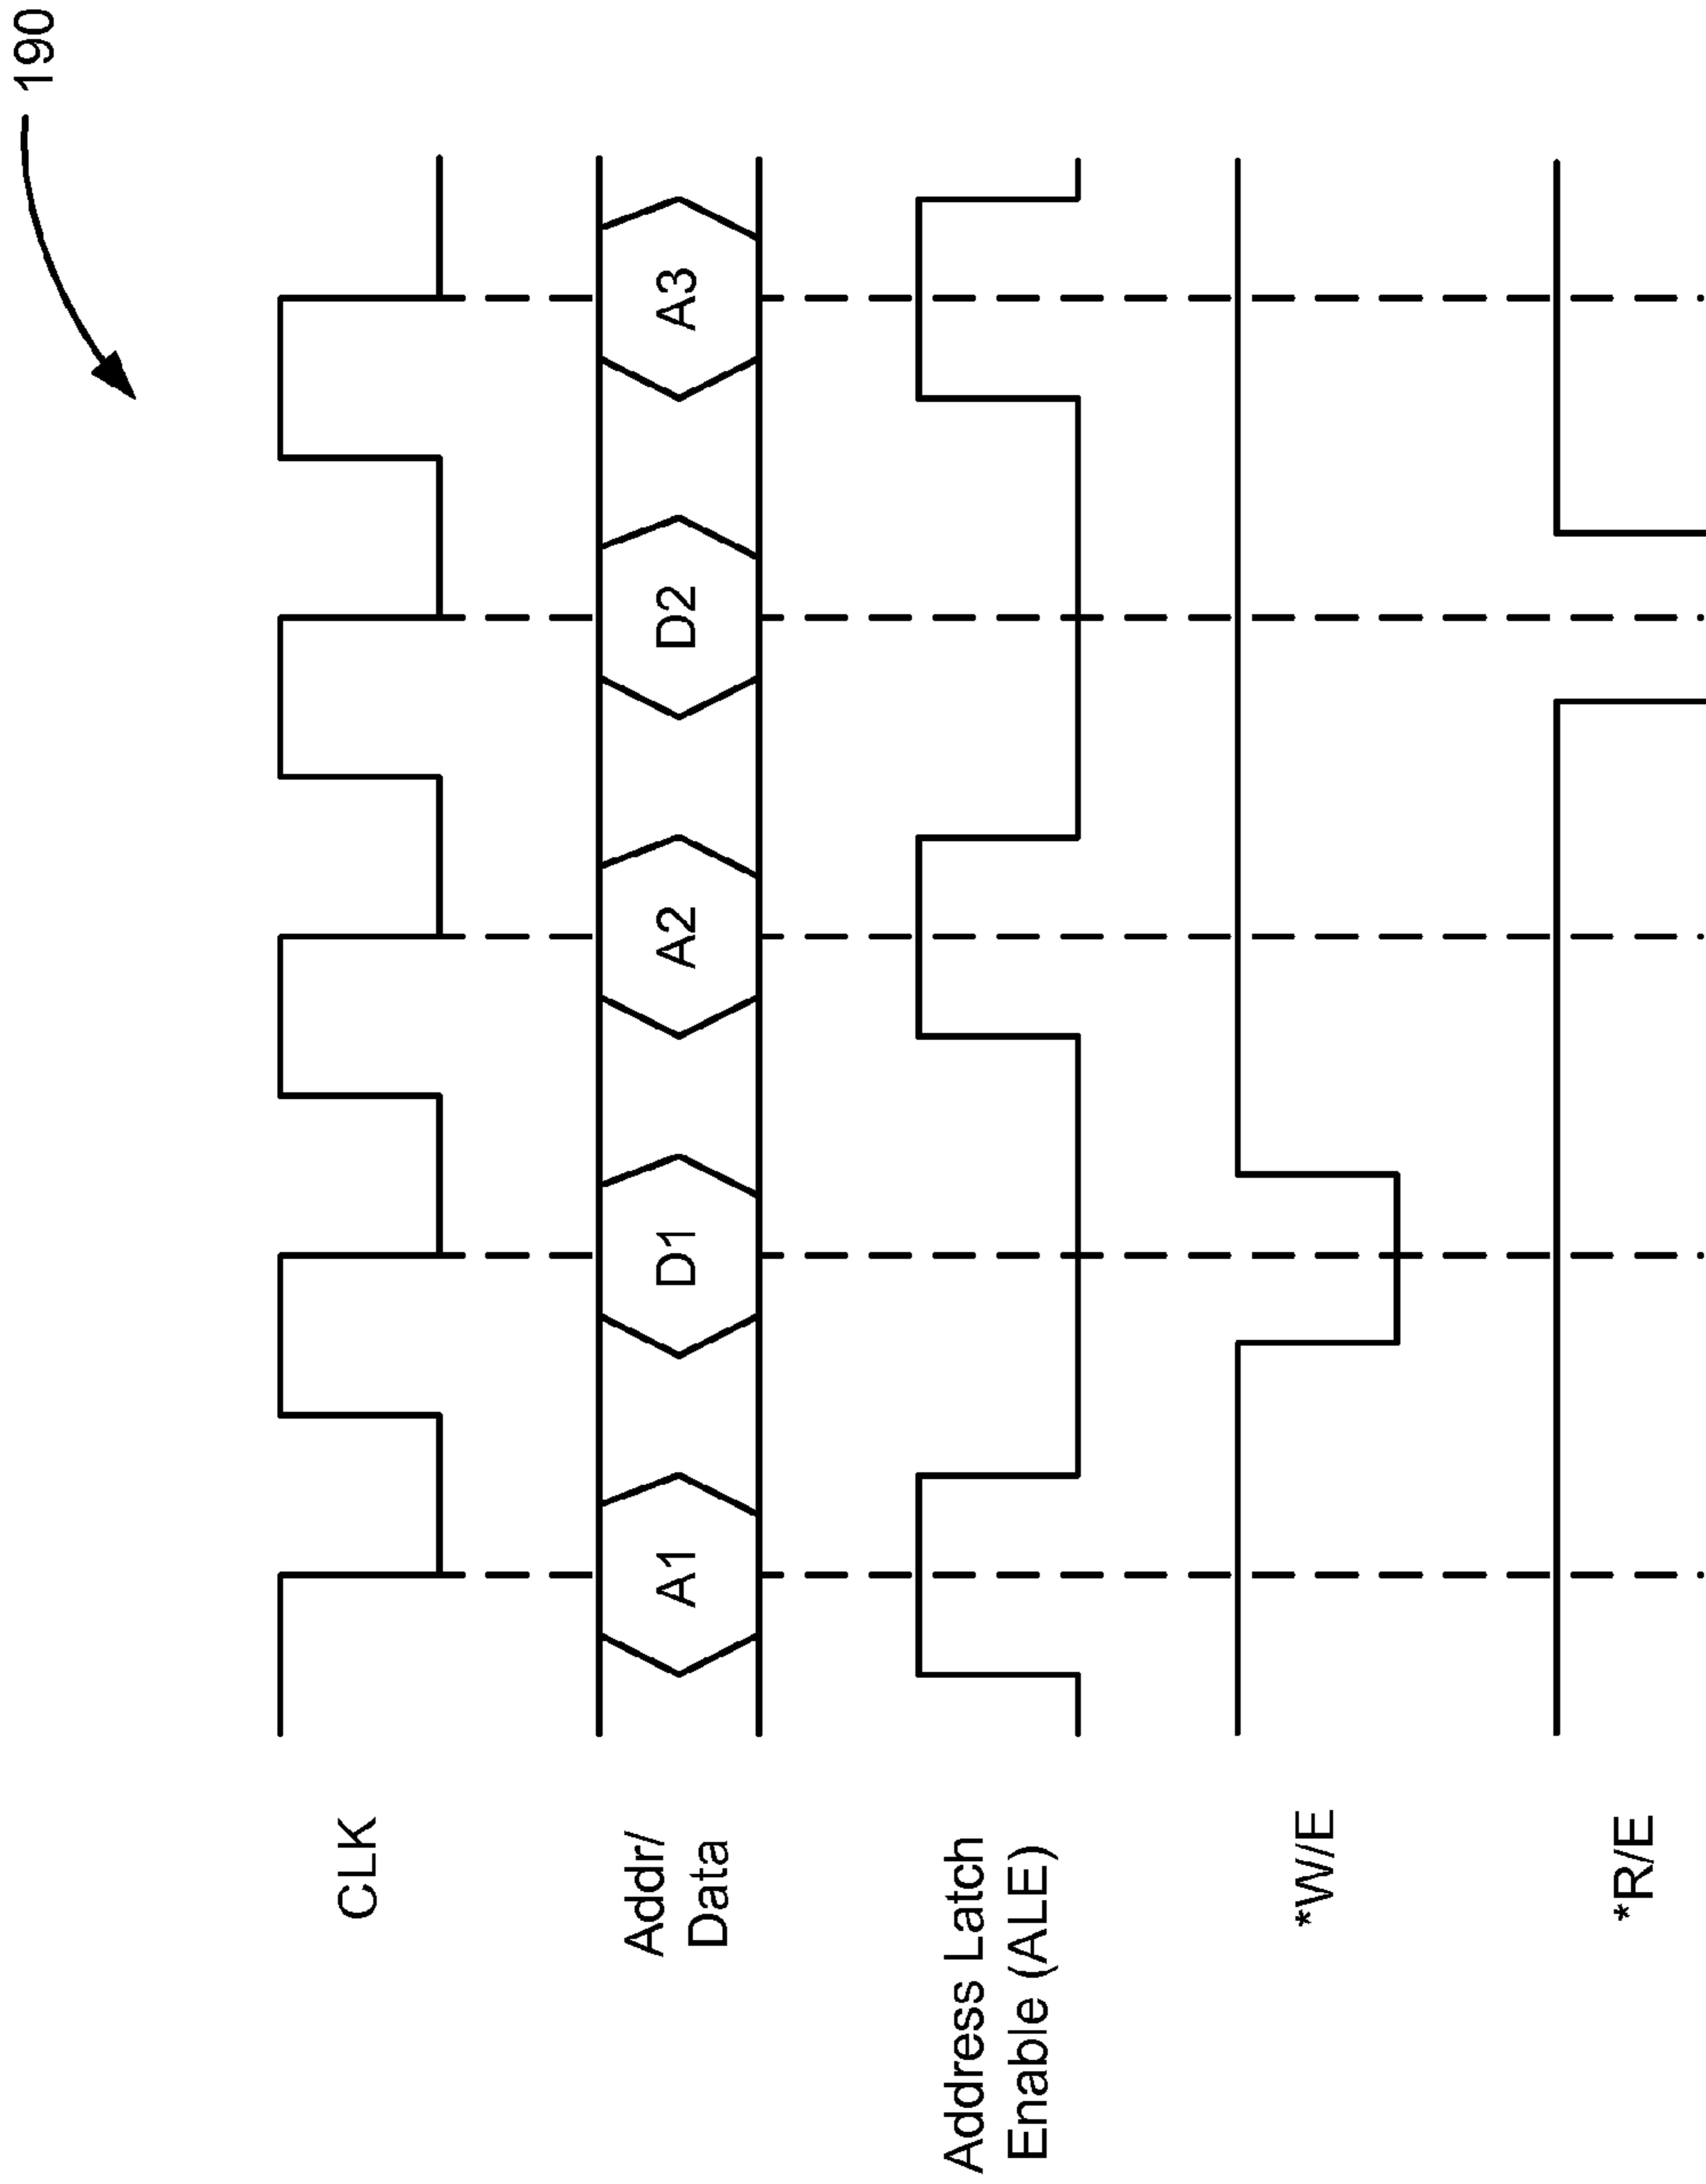 190
CLK
Addr/
Data
A1
D1
A2
D2
A3
Address Latch
Enable (ALE)
*W/E
*R/E